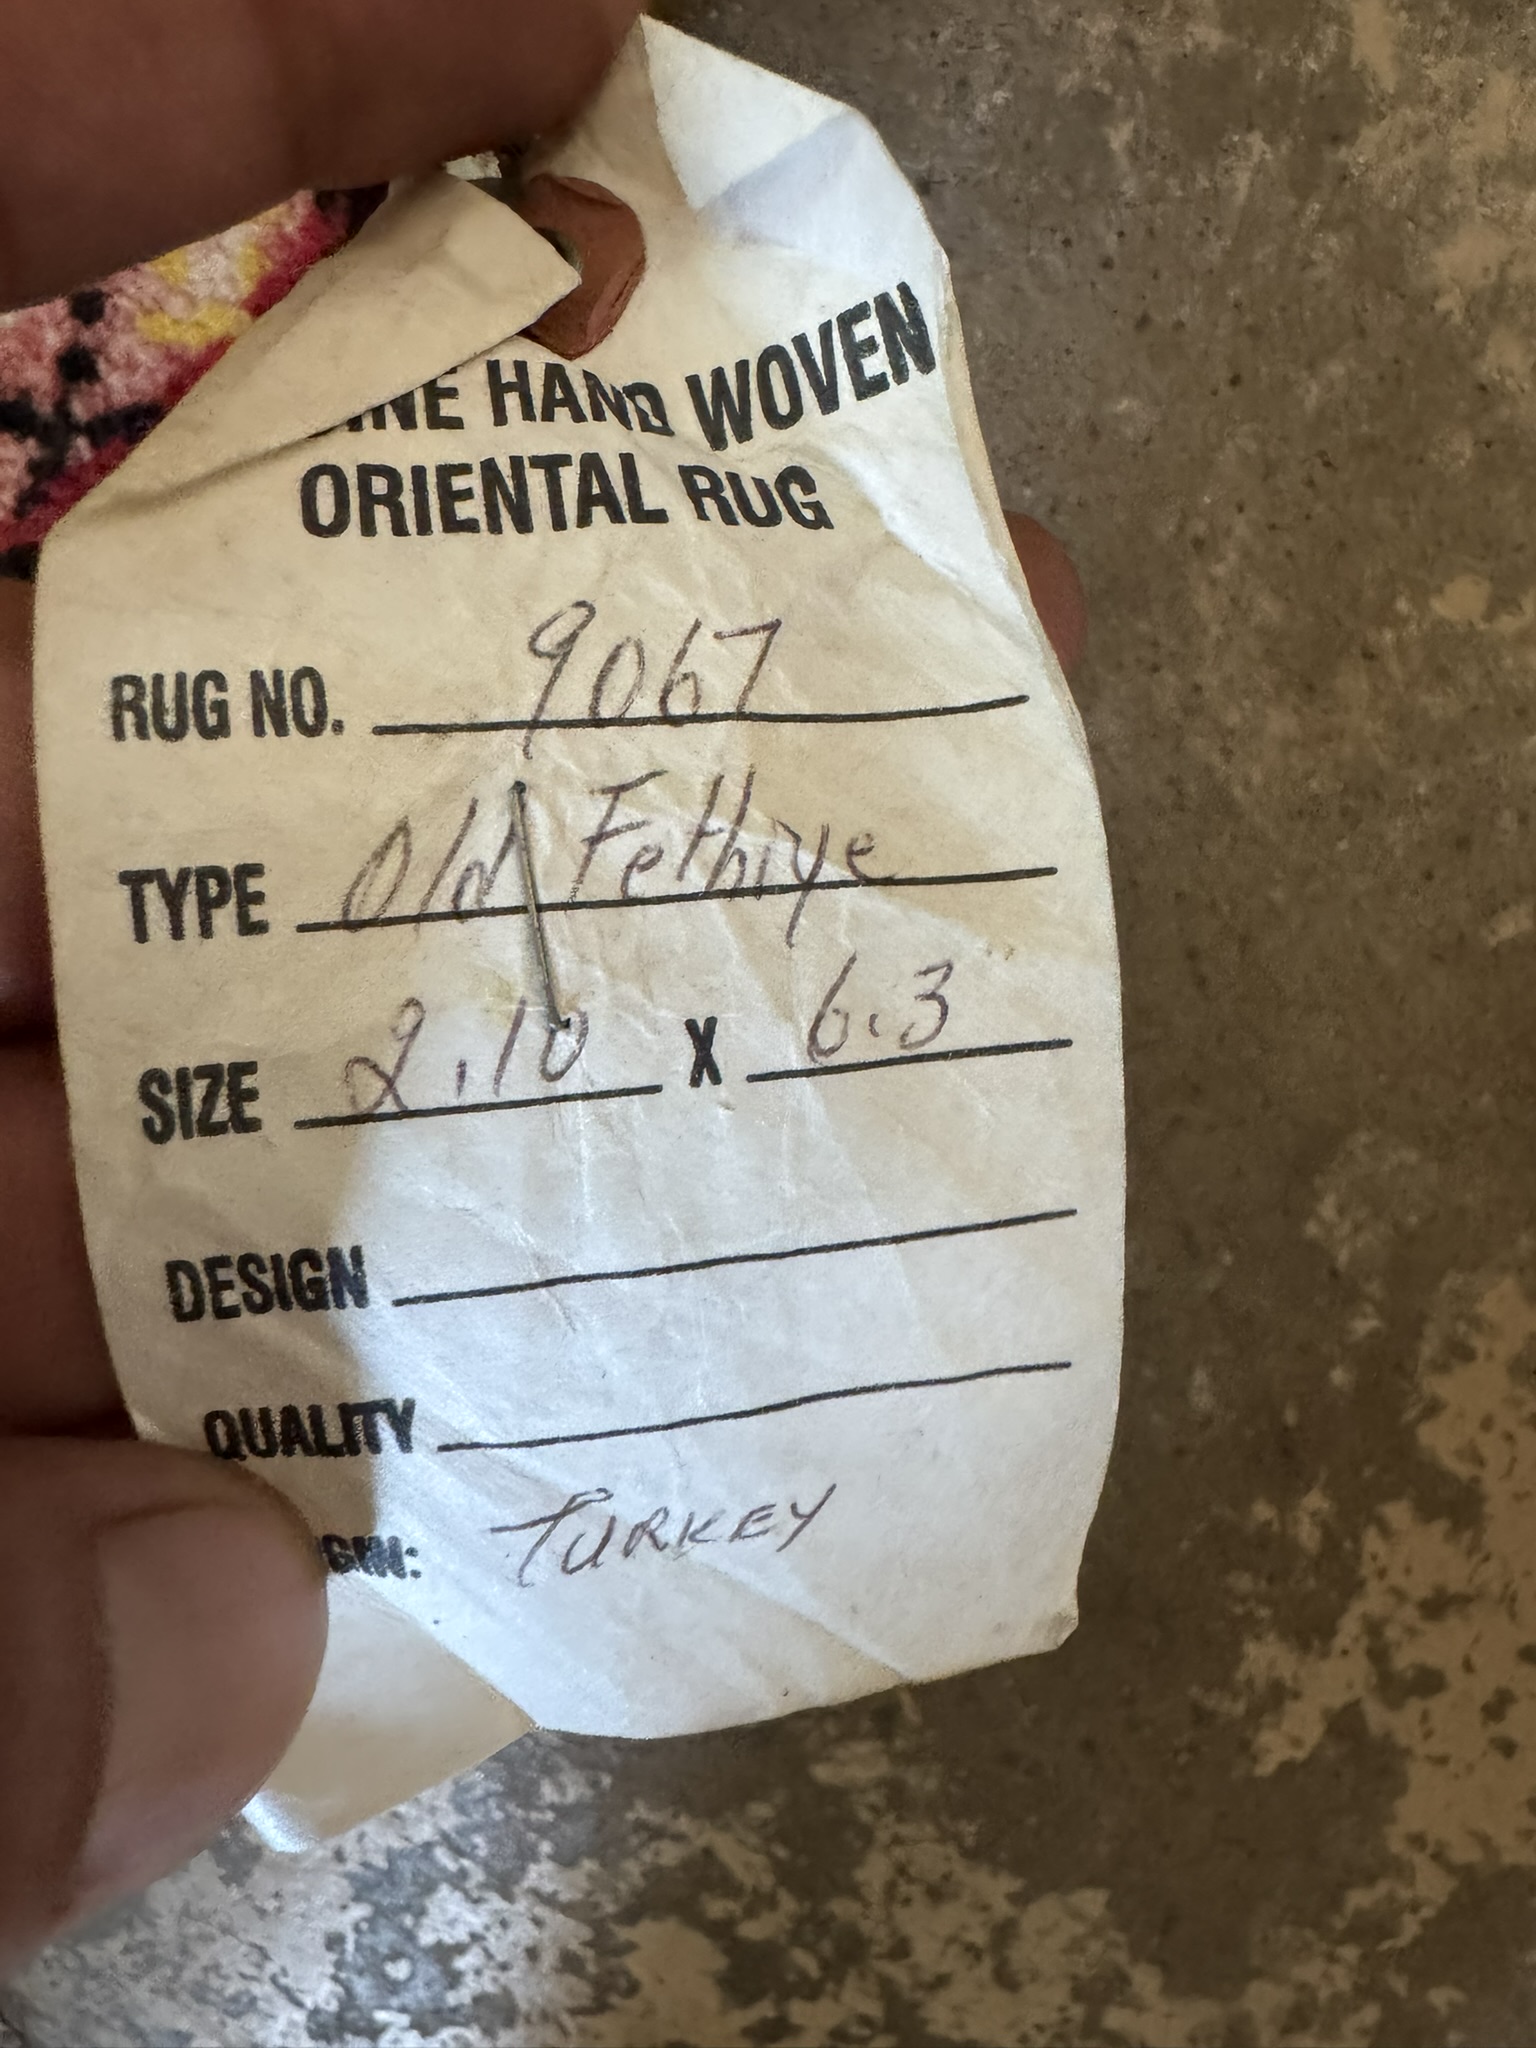 HAND WOVEN
ORIENTAL RUG
RUG NO. 9067
TYPE Old Fethiye
SIZE 2.10 X 6.3
DESIGN
QUALITY
TURKEY